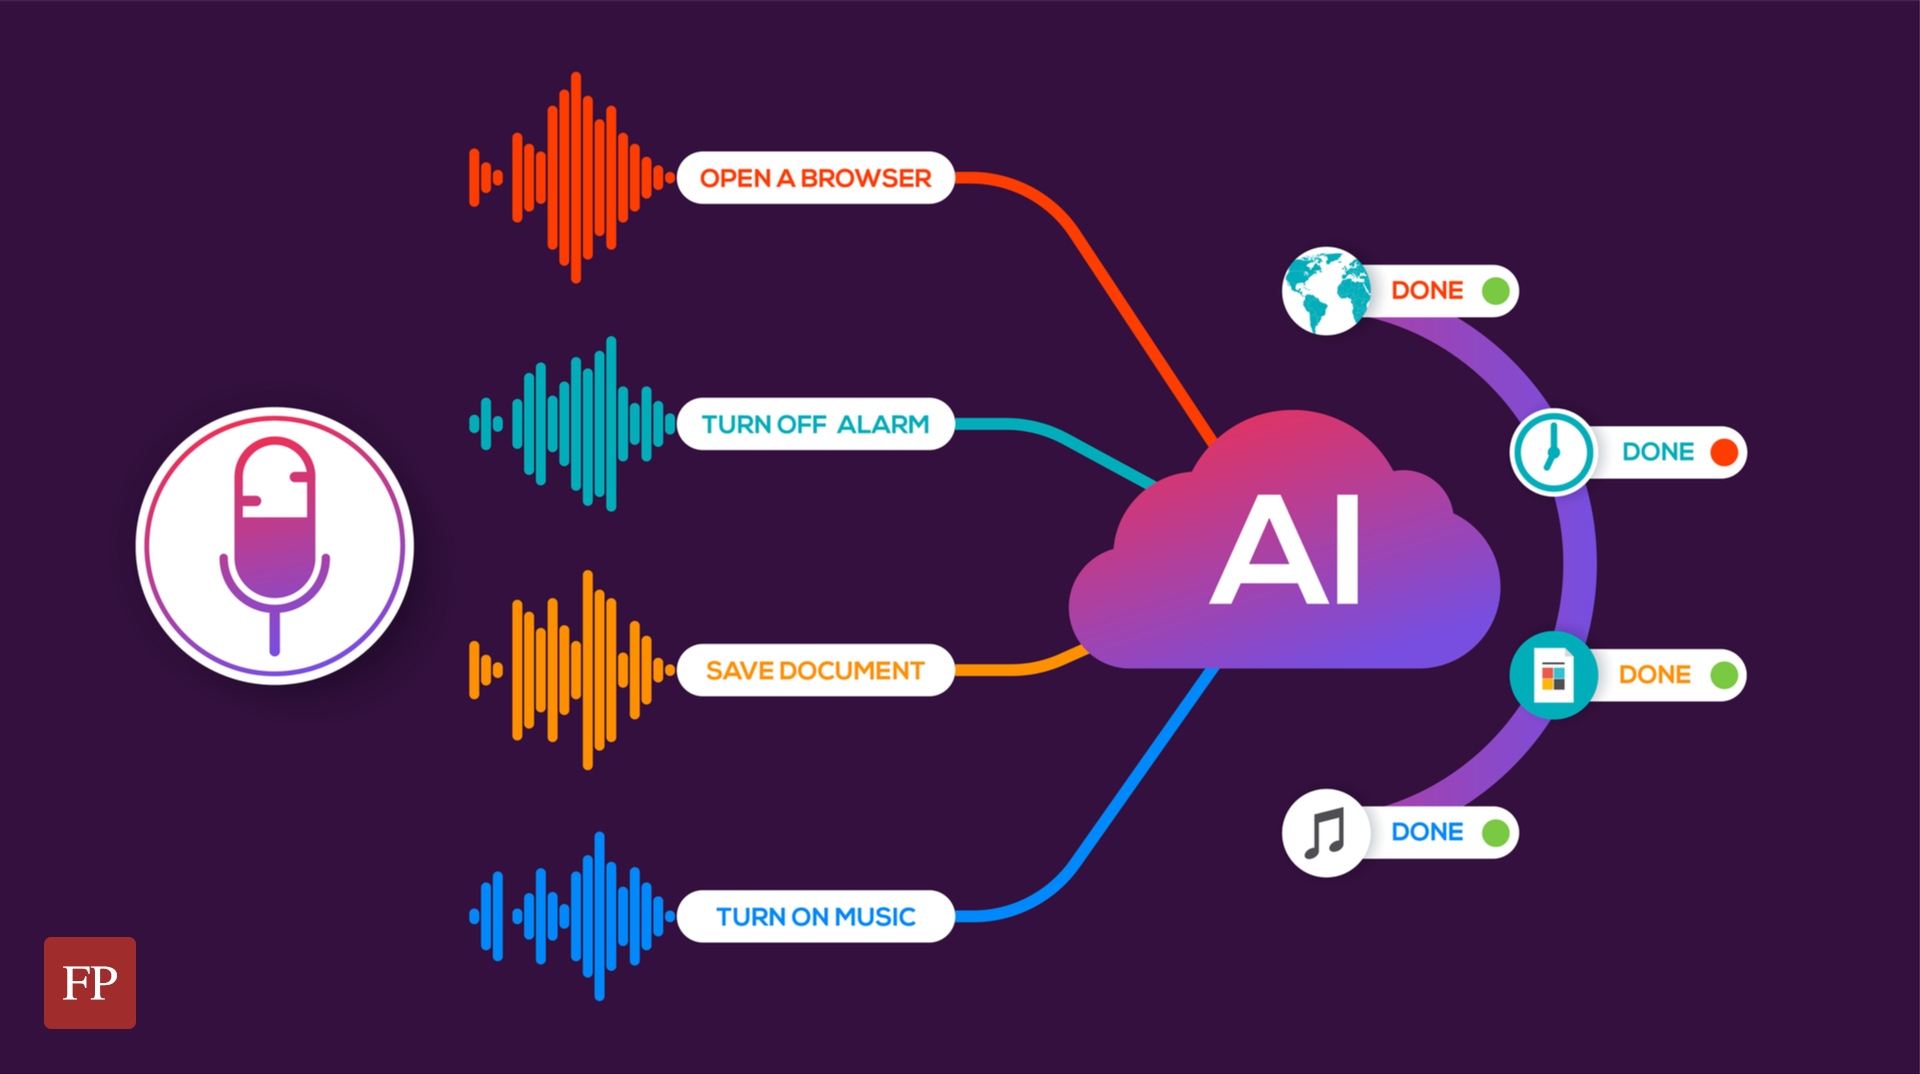 OPEN A BROWSER
TURN OFF ALARM
SAVE DOCUMENT
TURN ON MUSIC
AI
DONE
DONE
DONE
DONE
FP